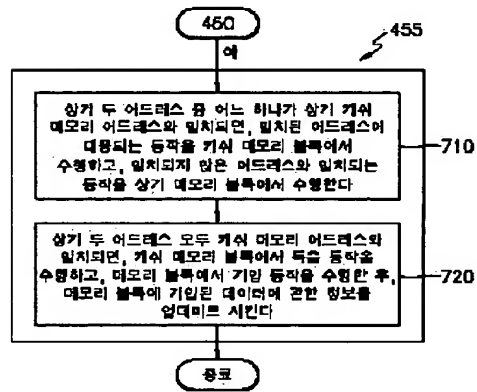 450
예
455
상기 두 어드레스 중 어느 하나가 상기 캐쉬
메모리 어드레스와 일치되면, 일치된 어드레스에
대응되는 동작을 캐쉬 메모리 블록에서
수행하고, 일치되지 않은 어드레스와 일치되는
동작을 상기 메모리 블록에서 수행한다
710
상기 두 어드레스 모두 캐쉬 메모리 어드레스와
일치되면, 캐쉬 메모리 블록에서 독출 동작을
수행하고, 메모리 블록에서 기입 동작을 수행한 후,
메모리 블록에 기입된 데이터에 관한 정보를
업데이트 시킨다
720
종료